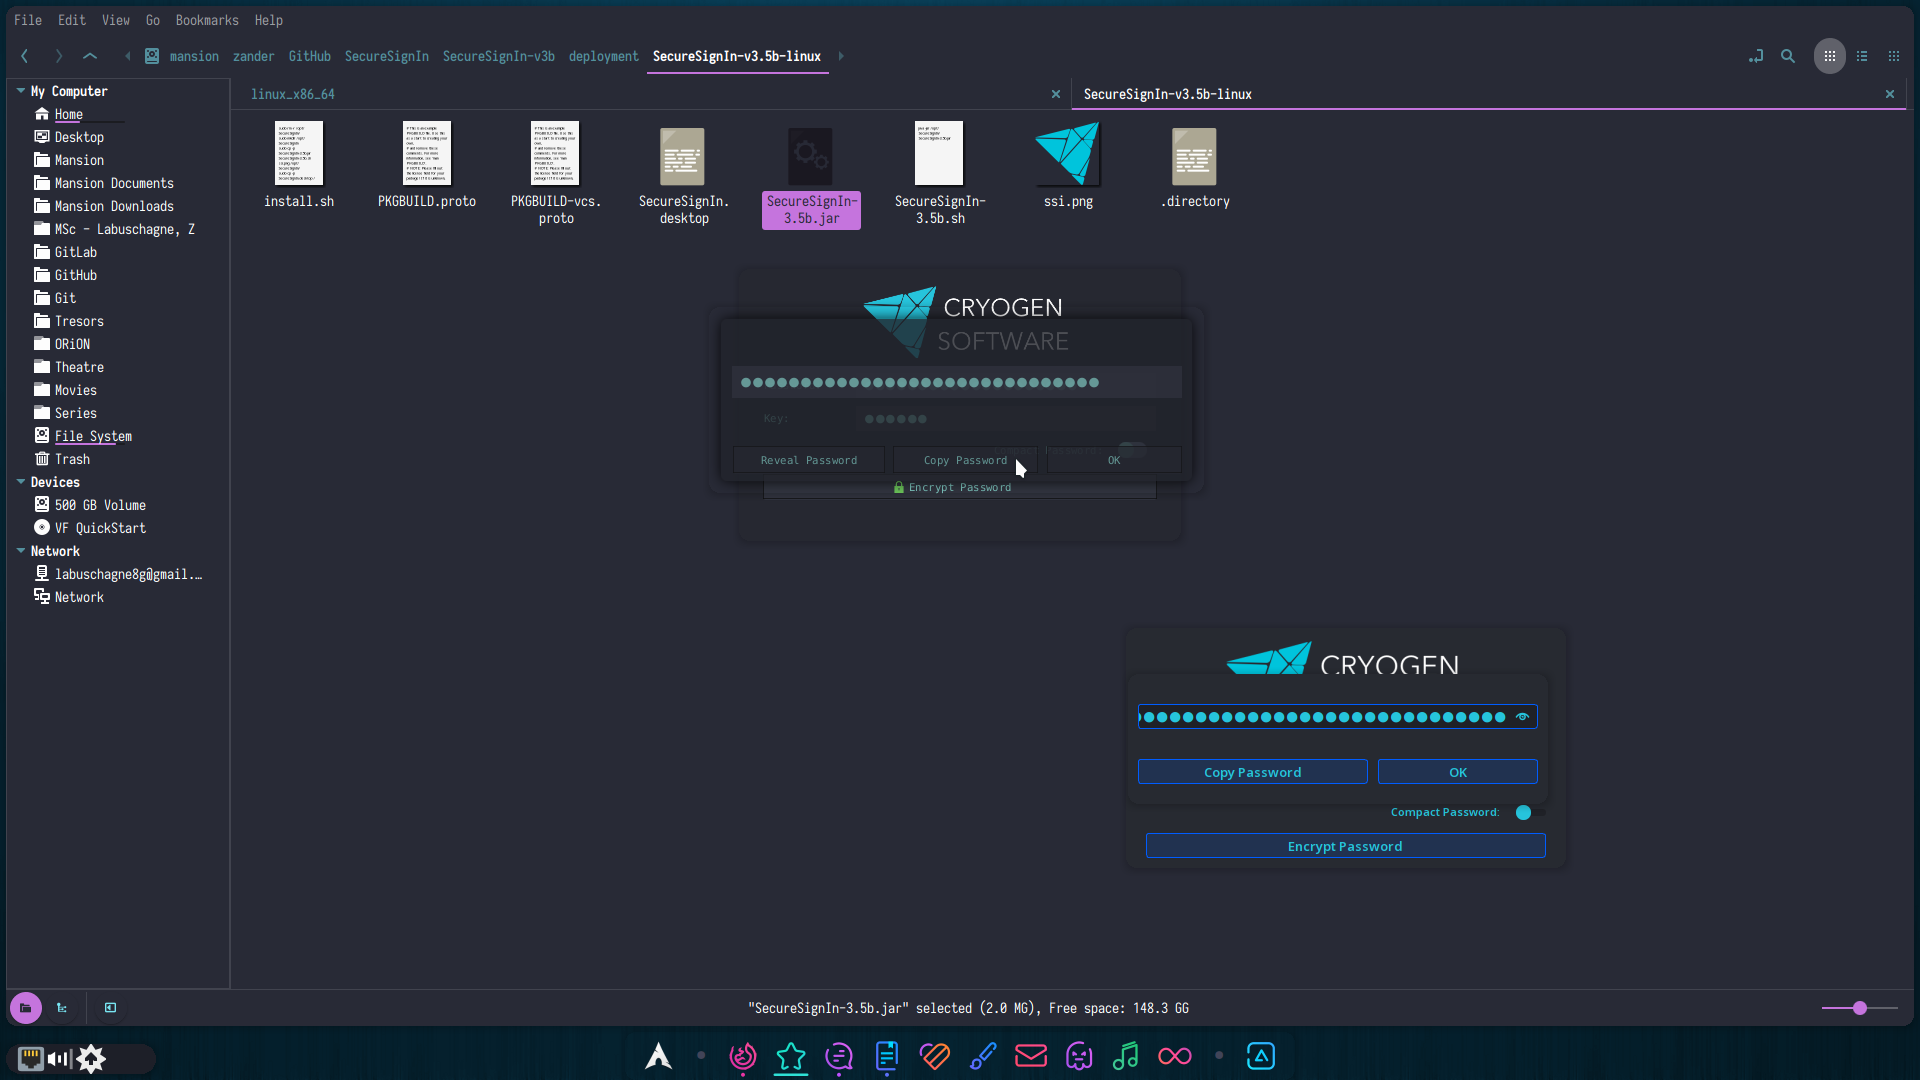 File Edit View Go Bookmarks Help
mansion zander GitHub SecureSignIn SecureSignIn-v3b deployment SecureSignIn-v3.5b-linux
My Computer
Home
Desktop
Mansion
Mansion Documents
Mansion Downloads
MSc - Labuschagne, Z
GitLab
GitHub
Git
Tresors
ORiON
Theatre
Movies
Series
File System
Trash
Devices
500 GB Volume
VF QuickStart
Network
labuschagne8g@gmail.…
Network
linux_x86_64
SecureSignIn-v3.5b-linux
install.sh
PKGBUILD.proto
PKGBUILD-vcs.
proto
SecureSignIn.
desktop
SecureSignIn-
3.5b.jar
SecureSignIn-
3.5b.sh
ssi.png
.directory
CRYOGEN
SOFTWARE
Key:
Compact Password:
Reveal Password Copy Password OK
Encrypt Password
CRYOGEN
Copy Password OK
Compact Password:
Encrypt Password
"SecureSignIn-3.5b.jar" selected (2.0 MG), Free space: 148.3 GG